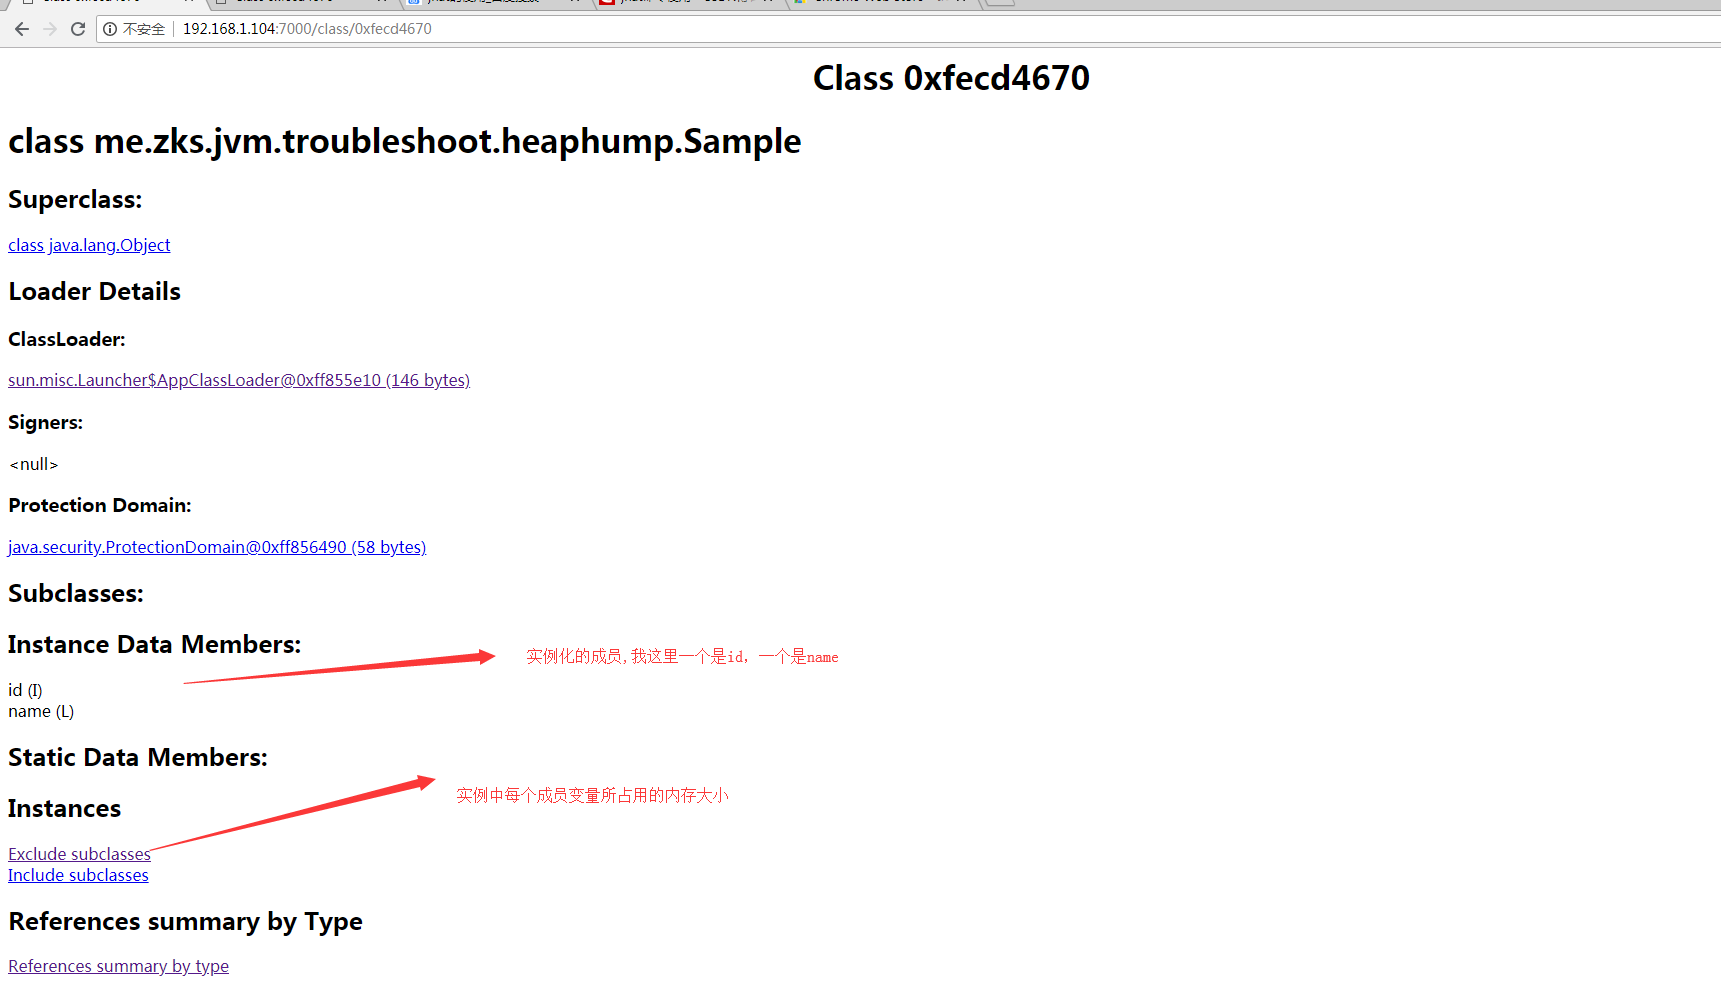 不安全 192.168.1.104:7000/class/0xfecd4670
Class 0xfecd4670
class me.zks.jvm.troubleshoot.heaphump.Sample
Superclass:
class java.lang.Object
Loader Details
ClassLoader:
sun.misc.Launcher$AppClassLoader@0xff855e10 (146 bytes)
Signers:
<null>
Protection Domain:
java.security.ProtectionDomain@0xff856490 (58 bytes)
Subclasses:
Instance Data Members:
实例化的成员,我这里一个是id，一个是name
id (I)
name (L)
Static Data Members:
实例中每个成员变量所占用的内存大小
Instances
Exclude subclasses
Include subclasses
References summary by Type
References summary by type